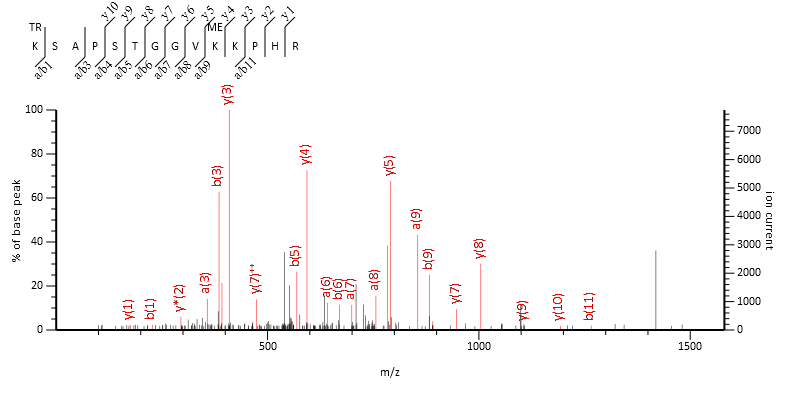 y10 y9 y8 y7 y6 y5 y4 y3 y2 y1
TR ME
K S A P S T G G V K K P H R
a/b1 a/b3 a/b4 a/b5 a/b6 a/b7 a/b8 a/b9 a/b11
y(3)
y(4)
y(5)
b(3)
a(9)
y(8)
b(9)
b(5)
y(7)++
a(3)
a(6)
b(6)
a(7)
a(8)
y(7)
y(1)
b(1)
y*(2)
y(9)
y(10)
b(11)
100
80
60
40
20
0
% of base peak
7000
6000
5000
4000
3000
2000
1000
0
ion current
500 1000 1500
m/z